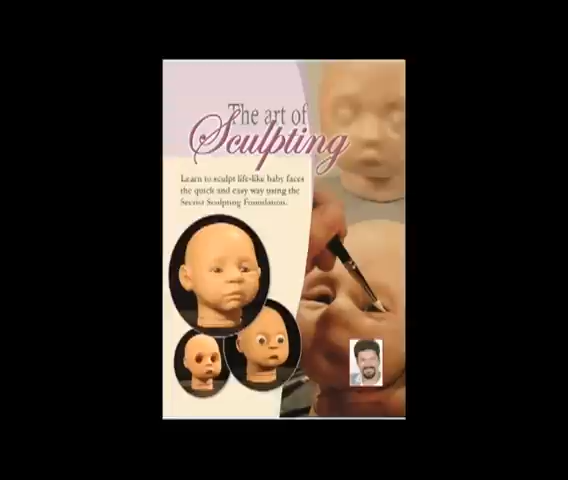 The art of
Sculpting
Learn to sculpt life-like baby faces
the quick and easy way using the
Secrist Sculpting Foundation.